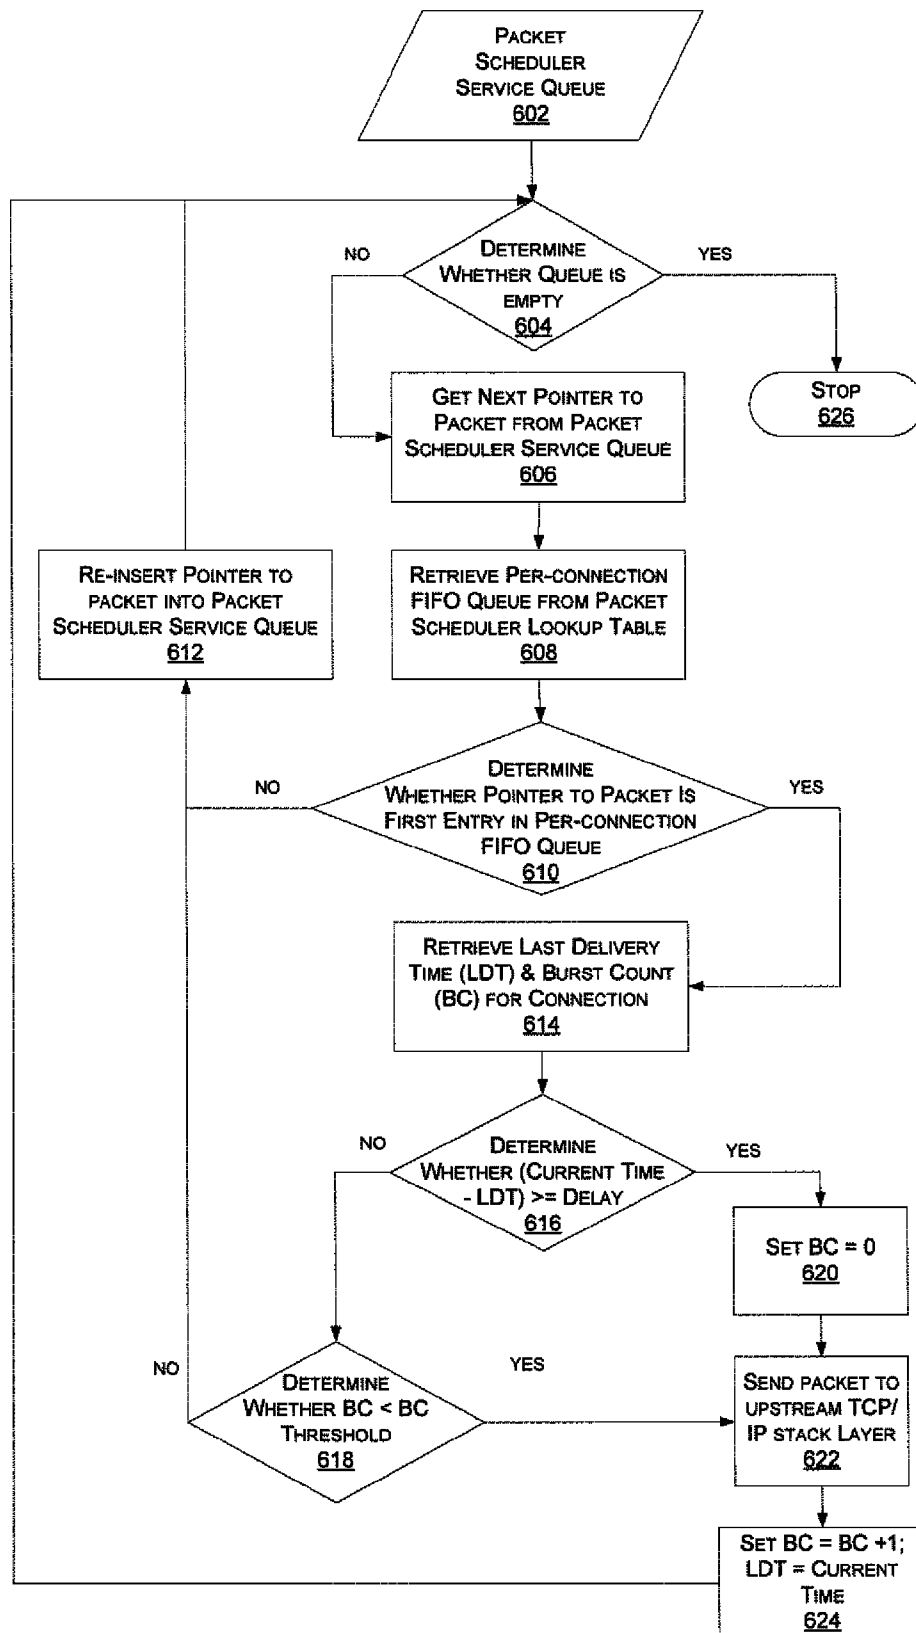 PACKET
SCHEDULER
SERVICE QUEUE
602
NO
DETERMINE
WHETHER QUEUE IS
EMPTY
604
YES
STOP
626
GET NEXT POINTER TO
PACKET FROM PACKET
SCHEDULER SERVICE QUEUE
606
RE-INSERT POINTER TO
PACKET INTO PACKET
SCHEDULER SERVICE QUEUE
612
RETRIEVE PER-CONNECTION
FIFO QUEUE FROM PACKET
SCHEDULER LOOKUP TABLE
608
NO
DETERMINE
WHETHER POINTER TO PACKET IS
FIRST ENTRY IN PER-CONNECTION
FIFO QUEUE
610
YES
RETRIEVE LAST DELIVERY
TIME (LDT) & BURST COUNT
(BC) FOR CONNECTION
614
NO
DETERMINE
WHETHER (CURRENT TIME
- LDT) >= DELAY
616
YES
SET BC = 0
620
NO
DETERMINE
WHETHER BC < BC
THRESHOLD
618
YES
SEND PACKET TO
UPSTREAM TCP/
IP STACK LAYER
622
SET BC = BC +1;
LDT = CURRENT
TIME
624